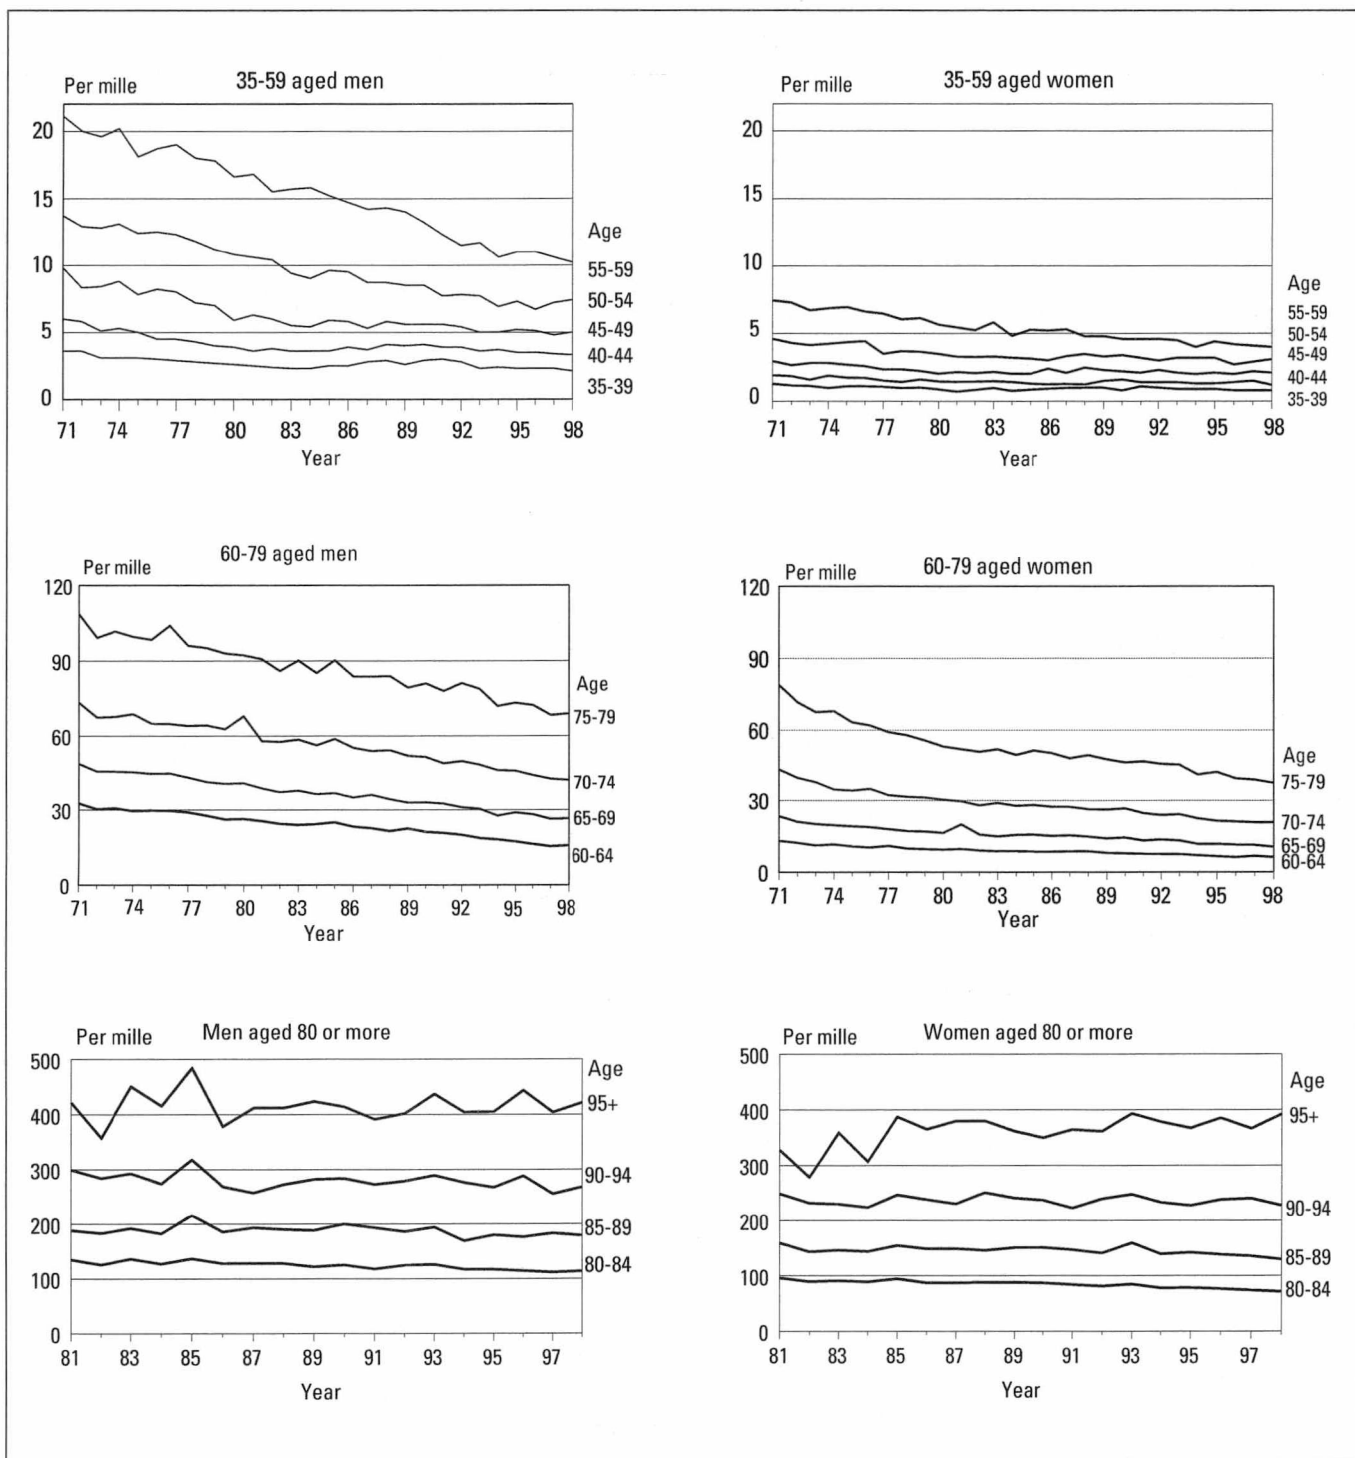 Per mille 35-59 aged men
20
15
10
5
0
71 74 77 80 83 86 89 92 95 98
Year
Age
55-59
50-54
45-49
40-44
35-39
Per mille 35-59 aged women
20
15
10
5
0
71 74 77 80 83 86 89 92 95 98
Year
Age
55-59
50-54
45-49
40-44
35-39
Per mille 60-79 aged men
120
90
60
30
0
71 74 77 80 83 86 89 92 95 98
Year
Age
75-79
70-74
65-69
60-64
Per mille 60-79 aged women
120
90
60
30
0
71 74 77 80 83 86 89 92 95 98
Year
Age
75-79
70-74
65-69
60-64
Per mille Men aged 80 or more
500
400
300
200
100
0
81 83 85 87 89 91 93 95 97
Year
Age
95+
90-94
85-89
80-84
Per mille Women aged 80 or more
500
400
300
200
100
0
81 83 85 87 89 91 93 95 97
Year
Age
95+
90-94
85-89
80-84